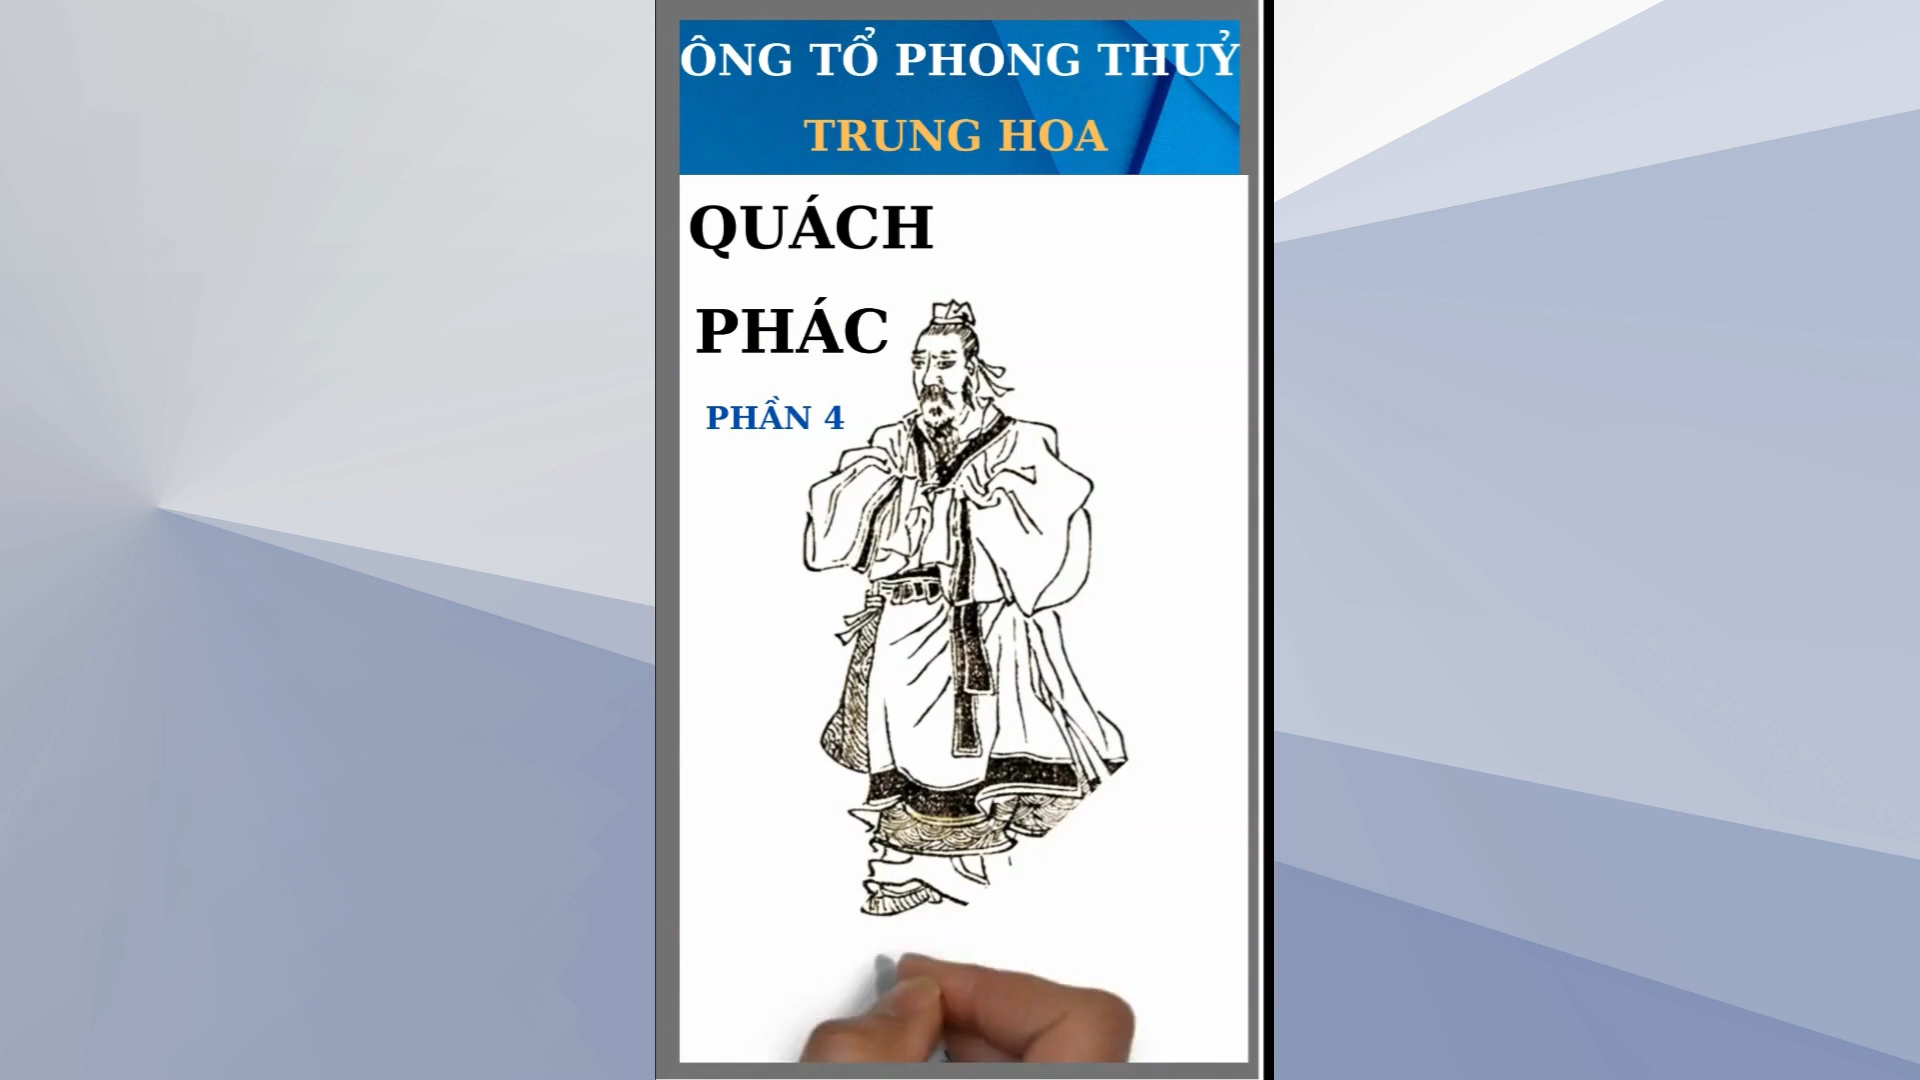 ÔNG TỔ PHONG THUỶ
TRUNG HOA
QUÁCH
PHÁC
PHẦN 4